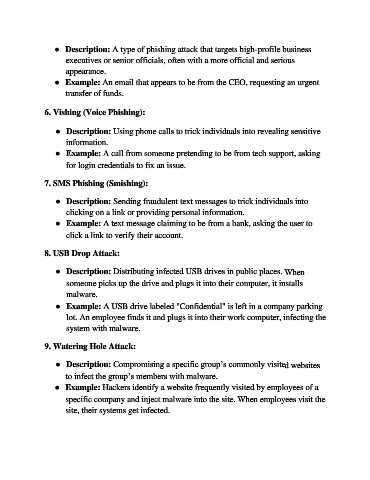 ● Description: A type of phishing attack that targets high-profile business
executives or senior officials, often with a more official and serious
appearance.
● Example: An email that appears to be from the CEO, requesting an urgent
transfer of funds.
6. Vishing (Voice Phishing):
● Description: Using phone calls to trick individuals into revealing sensitive
information.
● Example: A call from someone pretending to be from tech support, asking
for login credentials to fix an issue.
7. SMS Phishing (Smishing):
● Description: Sending fraudulent text messages to trick individuals into
clicking on a link or providing personal information.
● Example: A text message claiming to be from a bank, asking the user to
click a link to verify their account.
8. USB Drop Attack:
● Description: Distributing infected USB drives in public places. When
someone picks up the drive and plugs it into their computer, it installs
malware.
● Example: A USB drive labeled "Confidential" is left in a company parking
lot. An employee finds it and plugs it into their work computer, infecting the
system with malware.
9. Watering Hole Attack:
● Description: Compromising a specific group’s commonly visited websites
to infect the group’s members with malware.
● Example: Hackers identify a website frequently visited by employees of a
specific company and inject malware into the site. When employees visit the
site, their systems get infected.